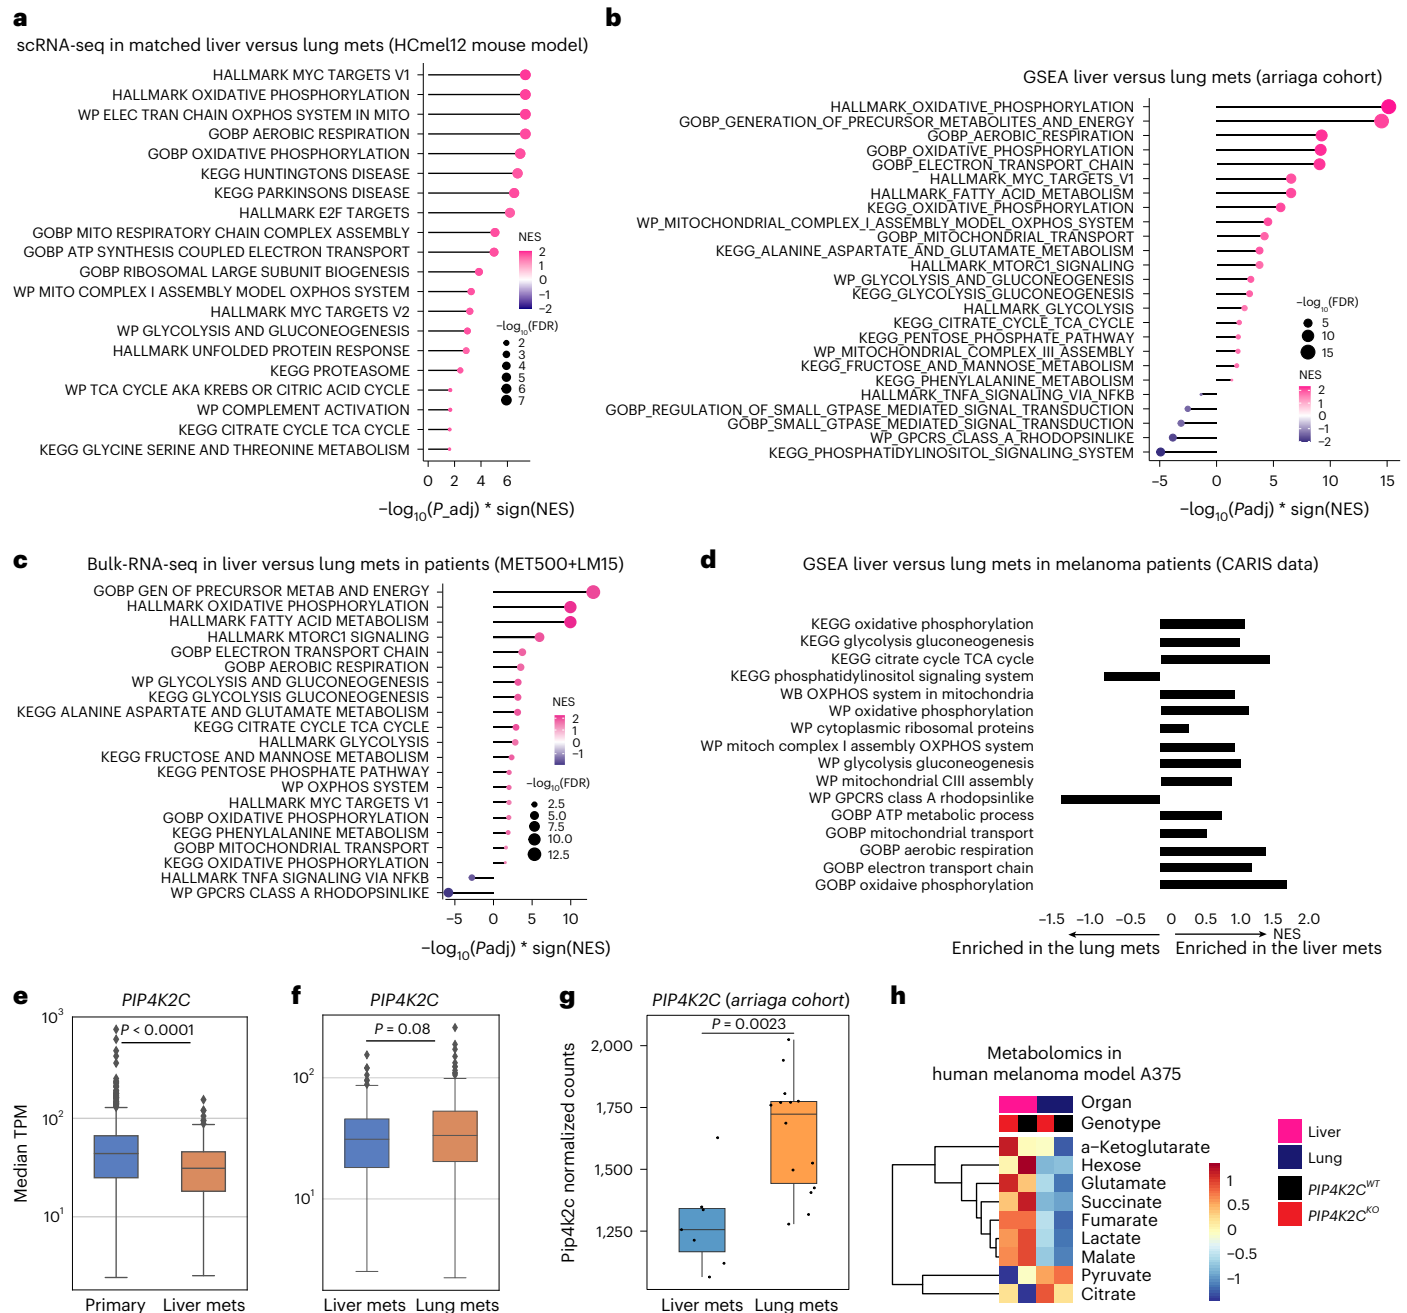 a
scRNA-seq in matched liver versus lung mets (HCmel12 mouse model)
HALLMARK MYC TARGETS V1
HALLMARK OXIDATIVE PHOSPHORYLATION
WP ELEC TRAN CHAIN OXPHOS SYSTEM IN MITO
GOBP AEROBIC RESPIRATION
GOBP OXIDATIVE PHOSPHORYLATION
KEGG HUNTINGTONS DISEASE
KEGG PARKINSONS DISEASE
HALLMARK E2F TARGETS
GOBP MITO RESPIRATORY CHAIN COMPLEX ASSEMBLY
GOBP ATP SYNTHESIS COUPLED ELECTRON TRANSPORT
GOBP RIBOSOMAL LARGE SUBUNIT BIOGENESIS
WP MITO COMPLEX I ASSEMBLY MODEL OXPHOS SYSTEM
HALLMARK MYC TARGETS V2
WP GLYCOLYSIS AND GLUCONEOGENESIS
HALLMARK UNFOLDED PROTEIN RESPONSE
KEGG PROTEASOME
WP TCA CYCLE AKA KREBS OR CITRIC ACID CYCLE
WP COMPLEMENT ACTIVATION
KEGG CITRATE CYCLE TCA CYCLE
KEGG GLYCINE SERINE AND THREONINE METABOLISM
0 2 4 6
−log10(P_adj) * sign(NES)
NES
2
1
0
−1
−2
−log10(FDR)
2
3
4
5
6
7
b
GSEA liver versus lung mets (arriaga cohort)
HALLMARK_OXIDATIVE_PHOSPHORYLATION
GOBP_GENERATION_OF_PRECURSOR_METABOLITES_AND_ENERGY
GOBP_AEROBIC_RESPIRATION
GOBP_OXIDATIVE_PHOSPHORYLATION
GOBP_ELECTRON_TRANSPORT_CHAIN
HALLMARK_MYC_TARGETS_V1
HALLMARK_FATTY_ACID_METABOLISM
KEGG_OXIDATIVE_PHOSPHORYLATION
WP_MITOCHONDRIAL_COMPLEX_I_ASSEMBLY_MODEL_OXPHOS_SYSTEM
GOBP_MITOCHONDRIAL_TRANSPORT
KEGG_ALANINE_ASPARTATE_AND_GLUTAMATE_METABOLISM
HALLMARK_MTORC1_SIGNALING
WP_GLYCOLYSIS_AND_GLUCONEOGENESIS
KEGG_GLYCOLYSIS_GLUCONEOGENESIS
HALLMARK_GLYCOLYSIS
KEGG_CITRATE_CYCLE_TCA_CYCLE
KEGG_PENTOSE_PHOSPHATE_PATHWAY
WP_MITOCHONDRIAL_COMPLEX_III_ASSEMBLY
KEGG_FRUCTOSE_AND_MANNOSE_METABOLISM
KEGG_PHENYLALANINE_METABOLISM
HALLMARK_TNFA_SIGNALING_VIA_NFKB
GOBP_REGULATION_OF_SMALL_GTPASE_MEDIATED_SIGNAL_TRANSDUCTION
GOBP_SMALL_GTPASE_MEDIATED_SIGNAL_TRANSDUCTION
WP_GPCRS_CLASS_A_RHODOPSINLIKE
KEGG_PHOSPHATIDYLINOSITOL_SIGNALING_SYSTEM
−5 0 5 10 15
−log10(Padj) * sign(NES)
−log10(FDR)
5
10
15
NES
2
1
0
−1
−2
c
Bulk-RNA-seq in liver versus lung mets in patients (MET500+LM15)
GOBP GEN OF PRECURSOR METAB AND ENERGY
HALLMARK OXIDATIVE PHOSPHORYLATION
HALLMARK FATTY ACID METABOLISM
HALLMARK MTORC1 SIGNALING
GOBP ELECTRON TRANSPORT CHAIN
GOBP AEROBIC RESPIRATION
WP GLYCOLYSIS AND GLUCONEOGENESIS
KEGG GLYCOLYSIS GLUCONEOGENESIS
KEGG ALANINE ASPARTATE AND GLUTAMATE METABOLISM
KEGG CITRATE CYCLE TCA CYCLE
HALLMARK GLYCOLYSIS
KEGG FRUCTOSE AND MANNOSE METABOLISM
KEGG PENTOSE PHOSPHATE PATHWAY
WP OXPHOS SYSTEM
HALLMARK MYC TARGETS V1
GOBP OXIDATIVE PHOSPHORYLATION
KEGG PHENYLALANINE METABOLISM
GOBP MITOCHONDRIAL TRANSPORT
KEGG OXIDATIVE PHOSPHORYLATION
HALLMARK TNFA SIGNALING VIA NFKB
WP GPCRS CLASS A RHODOPSINLIKE
−5 0 5 10
−log10(Padj) * sign(NES)
NES
2
1
0
−1
−log10(FDR)
2.5
5.0
7.5
10.0
12.5
d
GSEA liver versus lung mets in melanoma patients (CARIS data)
KEGG oxidative phosphorylation
KEGG glycolysis gluconeogenesis
KEGG citrate cycle TCA cycle
KEGG phosphatidylinositol signaling system
WB OXPHOS system in mitochondria
WP oxidative phosphorylation
WP cytoplasmic ribosomal proteins
WP mitoch complex I assembly OXPHOS system
WP glycolysis gluconeogenesis
WP mitochondrial CIII assembly
WP GPCRS class A rhodopsinlike
GOBP ATP metabolic process
GOBP mitochondrial transport
GOBP aerobic respiration
GOBP electron transport chain
GOBP oxidaive phosphorylation
−1.5 −1.0 −0.5 0 0.5 1.0 1.5 2.0
NES
Enriched in the lung mets Enriched in the liver mets
e
PIP4K2C
P < 0.0001
Median TPM
10³
10²
10¹
Primary Liver mets
f
PIP4K2C
P = 0.08
10²
10¹
Liver mets Lung mets
g
PIP4K2C (arriaga cohort)
P = 0.0023
Pip4k2c normalized counts
2,000
1,750
1,500
1,250
Liver mets Lung mets
h
Metabolomics in
human melanoma model A375
Organ
Genotype
a−Ketoglutarate
Hexose
Glutamate
Succinate
Fumarate
Lactate
Malate
Pyruvate
Citrate
1
0.5
0
−0.5
−1
Liver
Lung
PIP4K2C^WT
PIP4K2C^KO